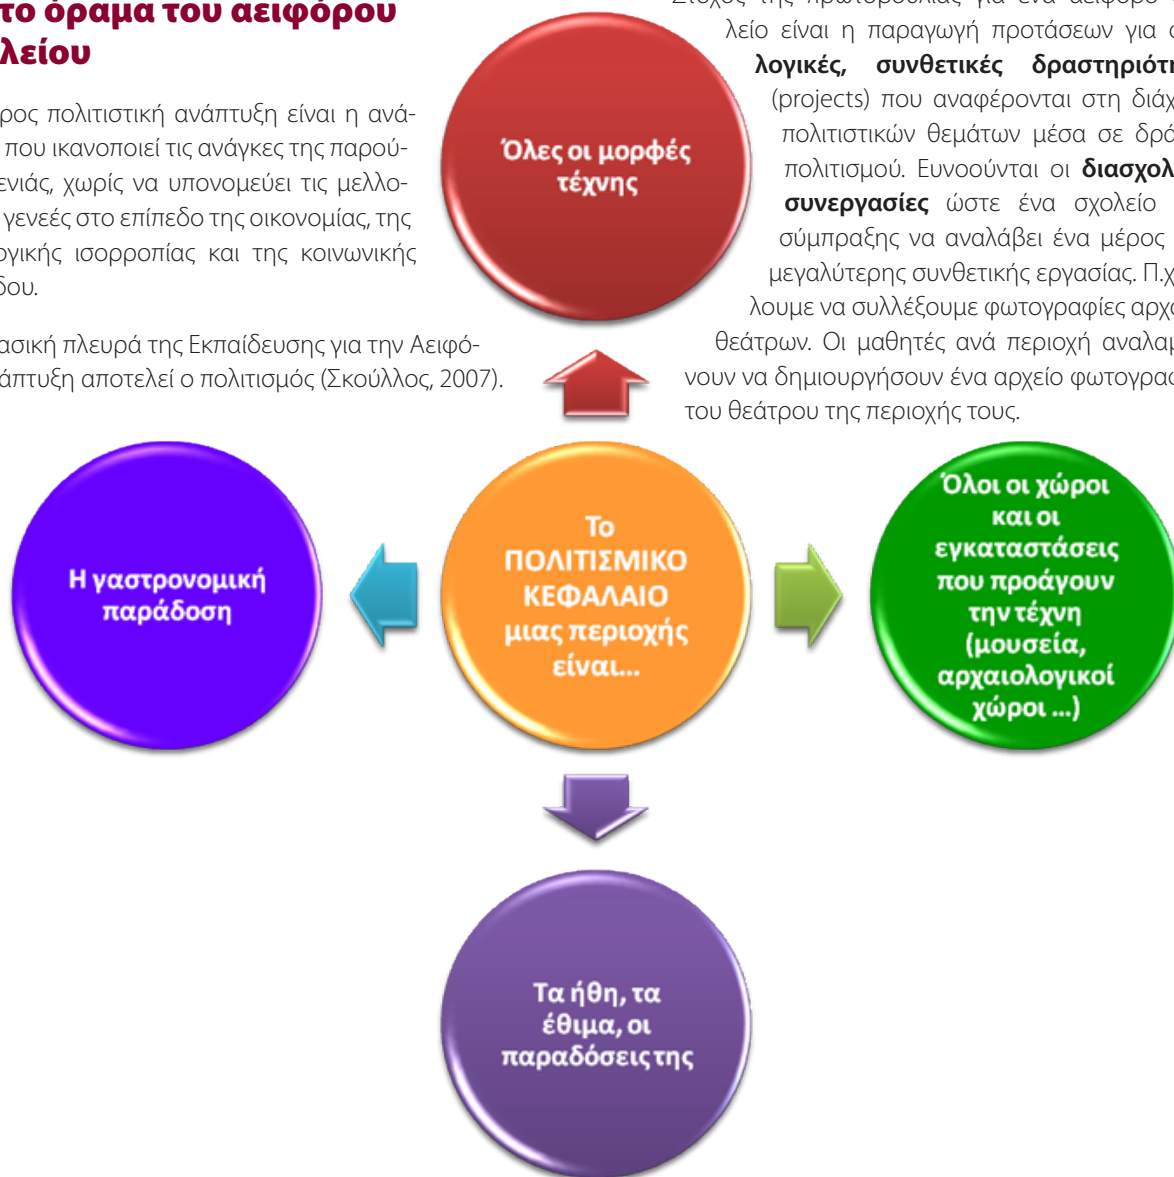 το όραμα του αειφόρου
λείου
ρος πολιτιστική ανάπτυξη είναι η ανά-
που ικανοποιεί τις ανάγκες της παρού-
ενιάς, χωρίς να υπονομεύει τις μελλο-
γενεές στο επίπεδο της οικονομίας, της
ογικής ισορροπίας και της κοινωνικής
δου.
ασική πλευρά της Εκπαίδευσης για την Αειφό-
άπτυξη αποτελεί ο πολιτισμός (Σκούλλος, 2007).
λείο είναι η παραγωγή προτάσεων για
λογικές, συνθετικές δραστηριότη
(projects) που αναφέρονται στη διάχ
πολιτιστικών θεμάτων μέσα σε δρά
πολιτισμού. Ευνοούνται οι διασχολ
συνεργασίες ώστε ένα σχολείο
σύμπραξης να αναλάβει ένα μέρος
μεγαλύτερης συνθετικής εργασίας. Π.χ
λουμε να συλλέξουμε φωτογραφίες αρχα
θεάτρων. Οι μαθητές ανά περιοχή αναλαμ
νουν να δημιουργήσουν ένα αρχείο φωτογρα
του θεάτρου της περιοχής τους.
Όλες οι μορφές
τέχνης
Η γαστρονομική
παράδοση
Το
ΠΟΛΙΤΙΣΜΙΚΟ
ΚΕΦΑΛΑΙΟ
μιας περιοχής
είναι...
Όλοι οι χώροι
και οι
εγκαταστάσεις
που προάγουν
την τέχνη
(μουσεία,
αρχαιολογικοί
χώροι ...)
Τα ήθη, τα
έθιμα, οι
παραδόσεις της